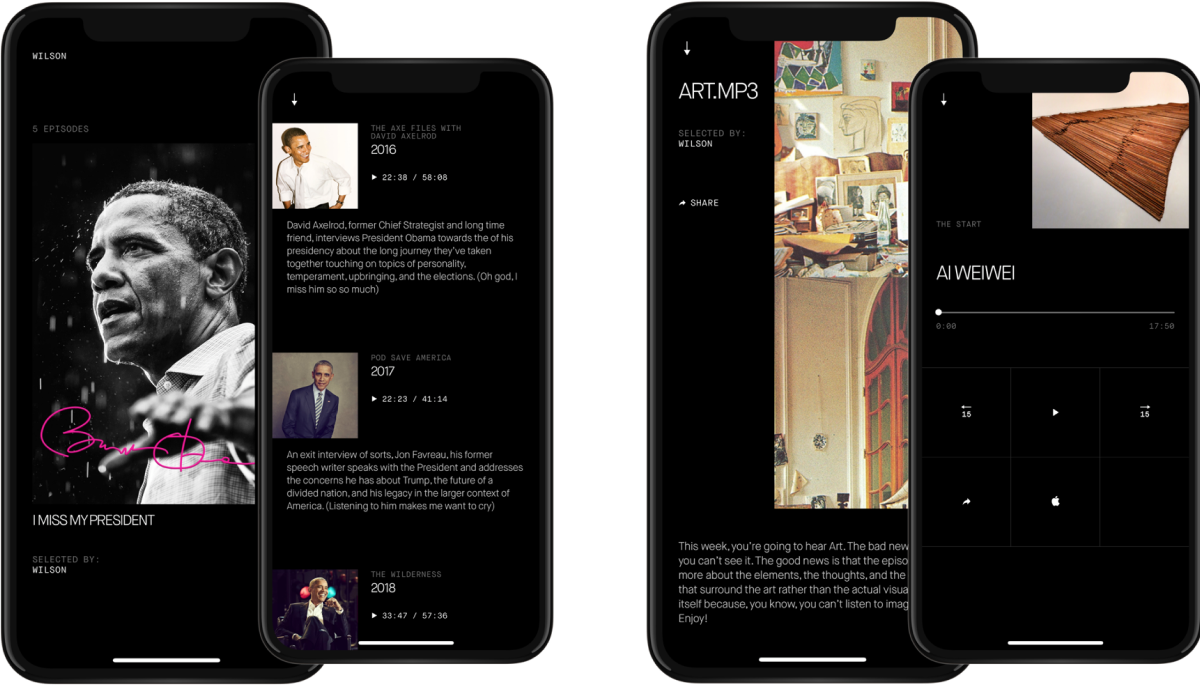 WILSON
5 EPISODES
I MISS MY PRESIDENT
SELECTED BY:
WILSON
THE AXE FILES WITH
DAVID AXELROD
2016
22:38 / 58:08
David Axelrod, former Chief Strategist and long time
friend, interviews President Obama towards the of his
presidency about the long journey they've taken
together touching on topics of personality,
temperament, upbringing, and the elections. (Oh god, I
miss him so so much)
POD SAVE AMERICA
2017
22:23 / 41:14
An exit interview of sorts, Jon Favreau, his former
speech writer speaks with the President and addresses
the concerns he has about Trump, the future of a
divided nation, and his legacy in the larger context of
America. (Listening to him makes me want to cry)
THE WILDERNESS
2018
33:47 / 57:36
ART.MP3
SELECTED BY:
WILSON
SHARE
This week, you're going to hear Art. The bad new
you can't see it. The good news is that the episo
more about the elements, the thoughts, and the
that surround the art rather than the actual visua
itself because, you know, you can't listen to imag
Enjoy!
THE START
AI WEIWEI
0:00 17:50
15 15